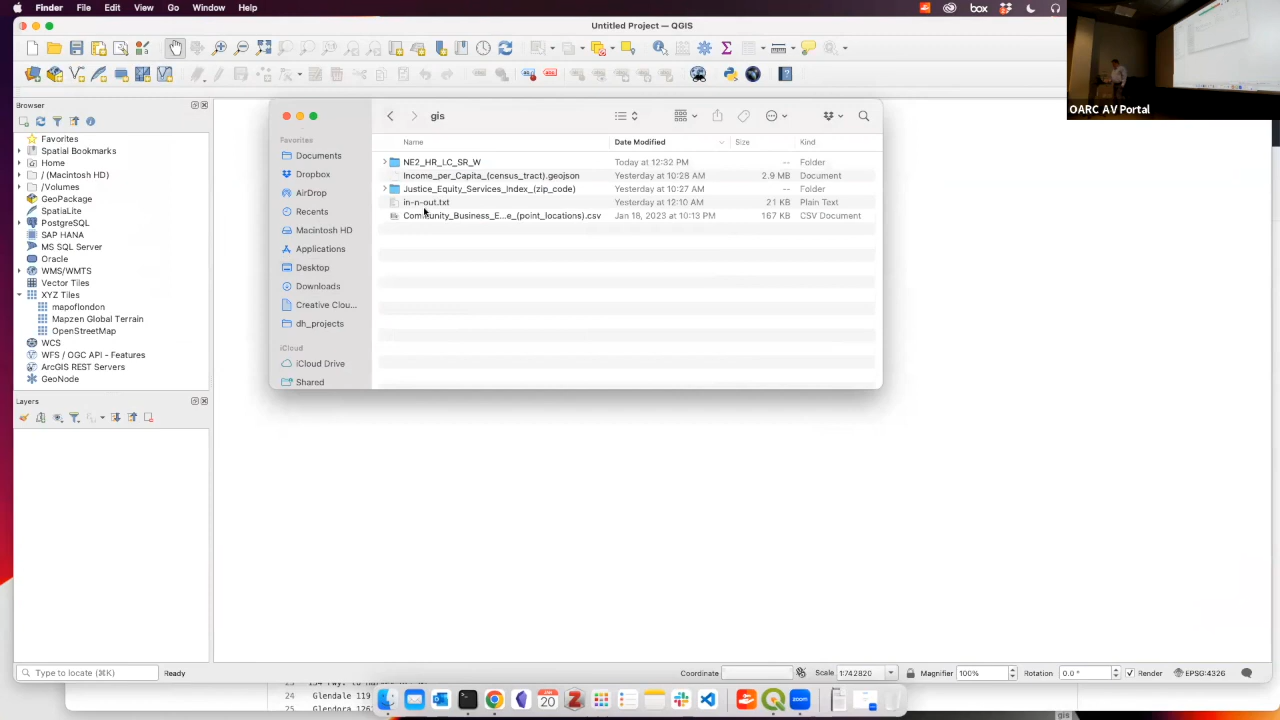 Finder File Edit View Go Window Help
box
Untitled Project — QGIS
OARC AV Portal
Browser
Favorites
Spatial Bookmarks
Home
/ (Macintosh HD)
/Volumes
GeoPackage
SpatiaLite
PostgreSQL
SAP HANA
MS SQL Server
Oracle
WMS/WMTS
Vector Tiles
XYZ Tiles
mapoflondon
Mapzen Global Terrain
OpenStreetMap
WCS
WFS / OGC API - Features
ArcGIS REST Servers
GeoNode
Layers
gis
Favorites
Documents
Dropbox
AirDrop
Recents
Macintosh HD
Applications
Desktop
Downloads
Creative Clou...
dh_projects
iCloud
iCloud Drive
Shared
Name Date Modified Size Kind
NE2_HR_LC_SR_W Today at 12:32 PM -- Folder
Income_per_Capita_(census_tract).geojson Yesterday at 10:28 AM 2.9 MB Document
Justice_Equity_Services_Index_(zip_code) Yesterday at 10:27 AM -- Folder
in-n-out.txt Yesterday at 12:10 AM 21 KB Plain Text
Community_Business_E...e_(point_locations).csv Jan 18, 2023 at 10:13 PM 167 KB CSV Document
Type to locate (⌘K) Ready Coordinate Scale 1:742820 Magnifier 100% Rotation 0.0 ° Render EPSG:4326
24 Glendale 119
25 Glendora 126
JAN
20
zoom
gis